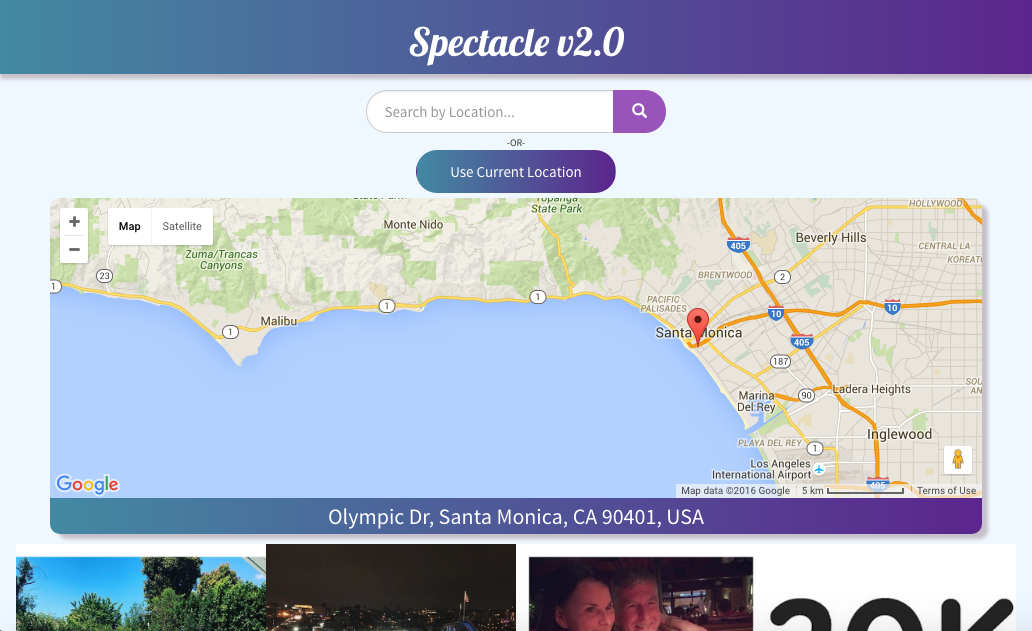 Spectacle v2.0
Search by Location...
-OR-
Use Current Location
+
Map
Satellite
−
Topanga
State Park
Monte Nido
Zuma/Trancas
Canyons
HOLLYWOOD
Beverly Hills
CENTRAL LA
405
BRENTWOOD
23
2
1
1
1
1
PACIFIC
PALISADES
10
10
Malibu
Santa Monica
405
187
Ladera Heights
90
Marina
Del Rey
Inglewood
PLAYA DEL REY
1
Los Angeles
International Airport
405
Google
Map data ©2016 Google
5 km
Terms of Use
Olympic Dr, Santa Monica, CA 90401, USA